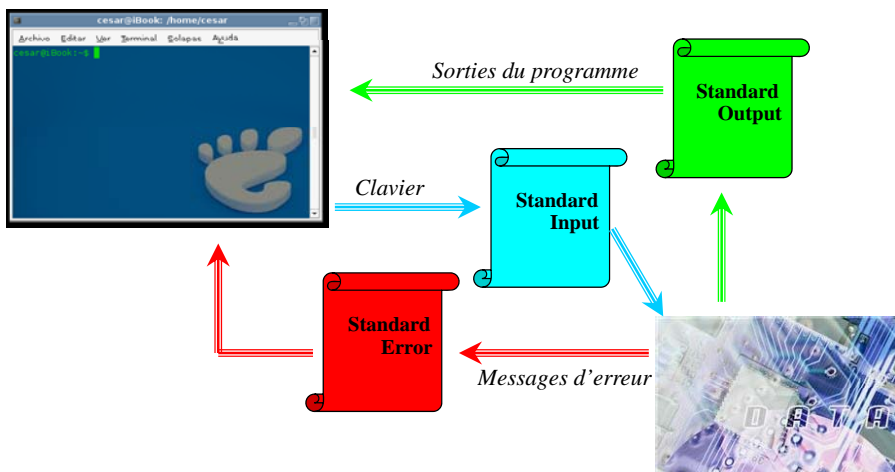 cesar@iBook: /home/cesar
Archivo Editar Ver Terminal Solapas Ayuda
cesar@iBook:~$
Sorties du programme
Standard
Output
Clavier
Standard
Input
Standard
Error
Messages d'erreur
DATA